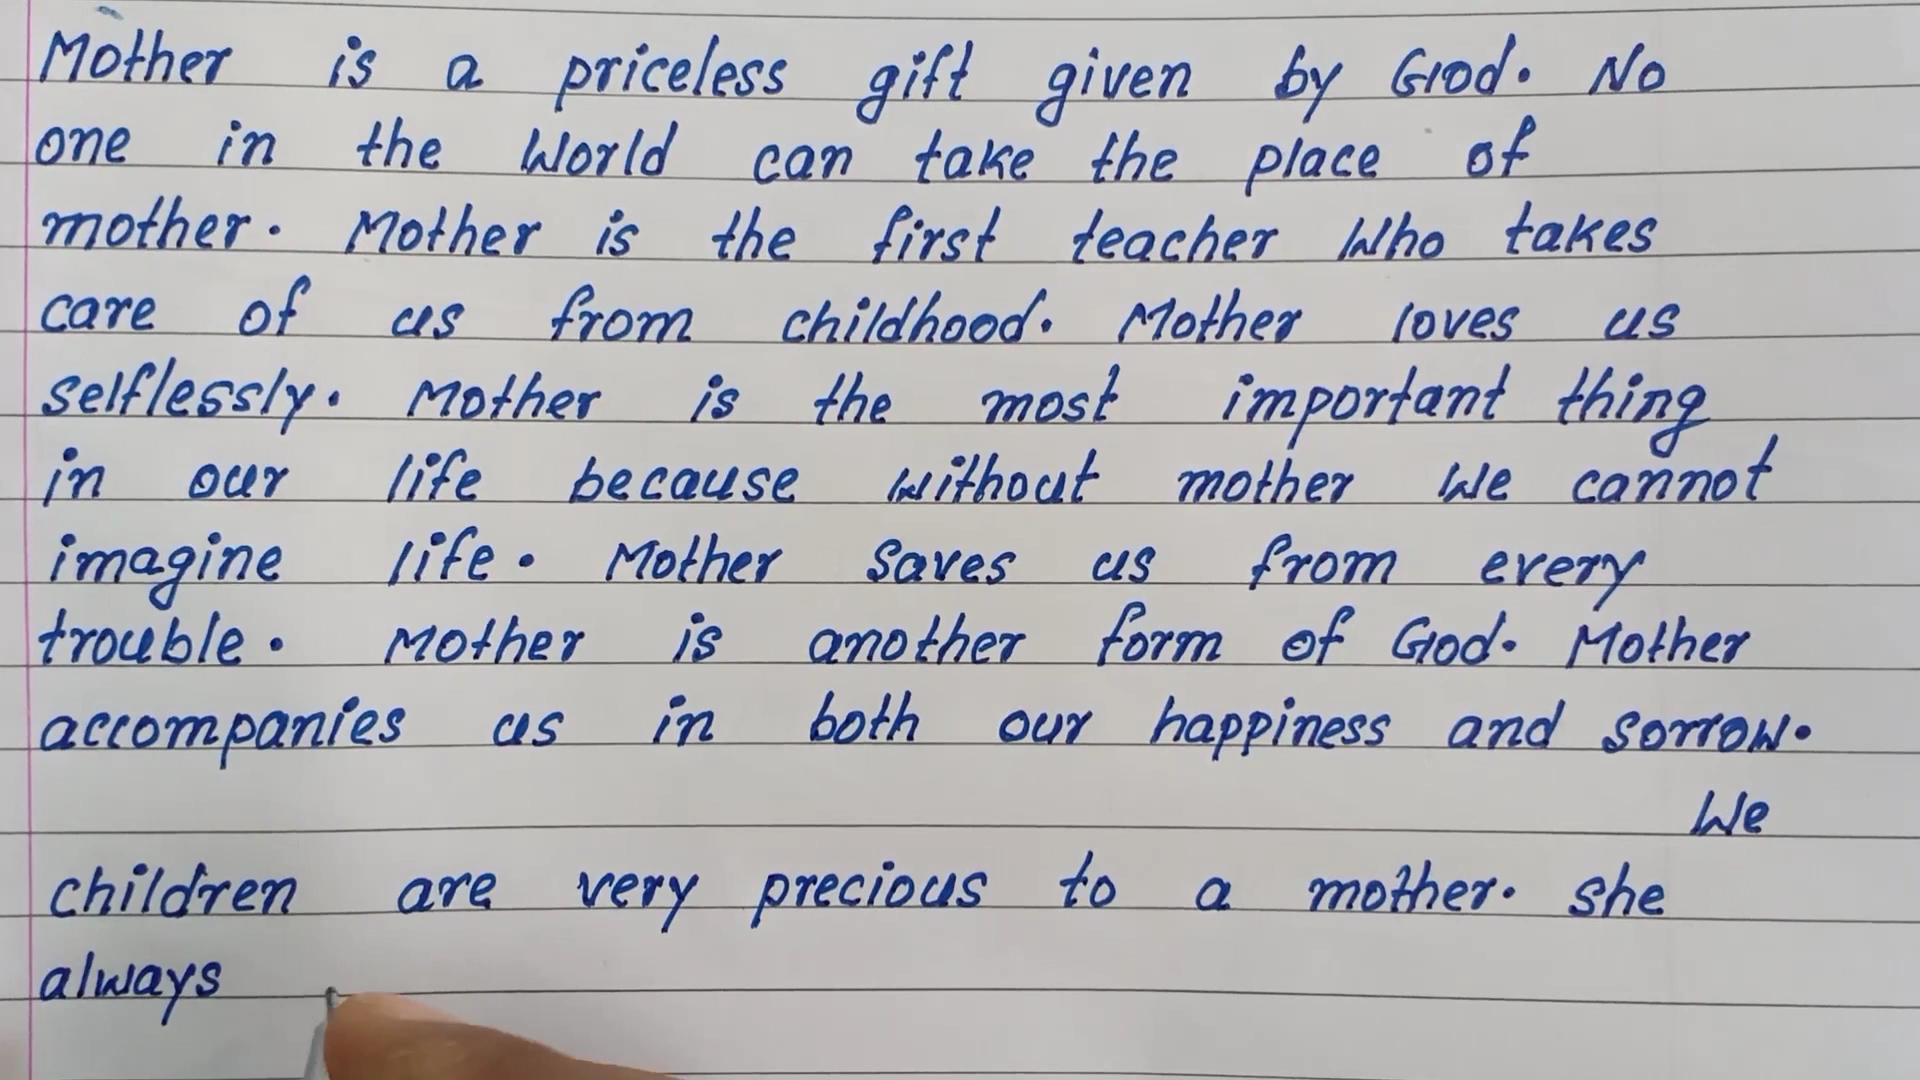 Mother is a priceless gift given by God. No
one in the World can take the place of
mother. Mother is the first teacher Who takes
care of us from childhood. Mother loves us
selflessly. Mother is the most important thing
in our life because without mother We cannot
imagine life. Mother saves us from every
trouble. Mother is another form of God. Mother
accompanies us in both our happiness and sorrow.
We
children are very precious to a mother. she
always